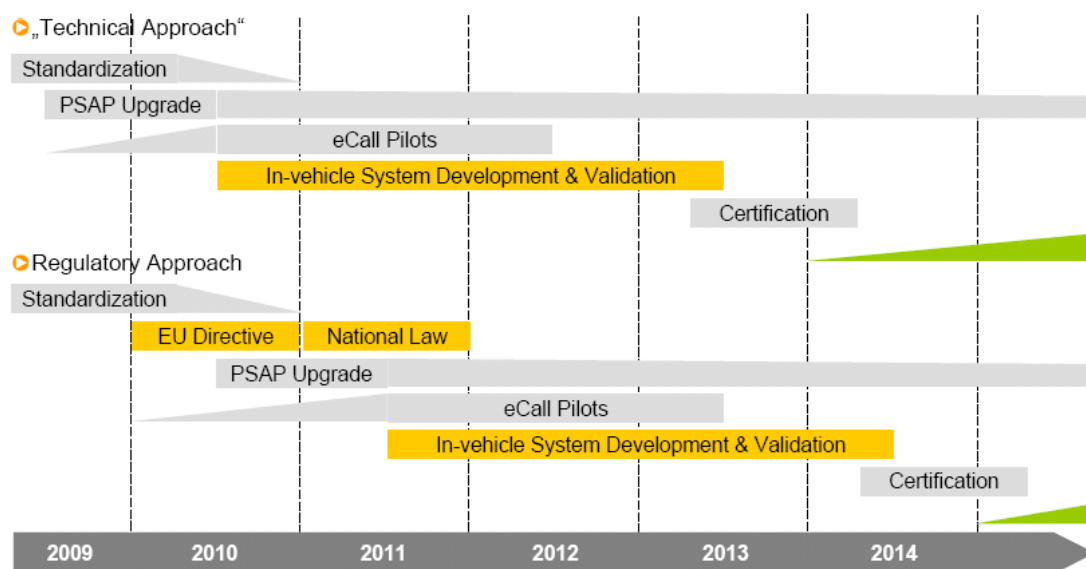 „Technical Approach“
Standardization
PSAP Upgrade
eCall Pilots
In-vehicle System Development & Validation
Certification
Regulatory Approach
Standardization
EU Directive National Law
PSAP Upgrade
eCall Pilots
In-vehicle System Development & Validation
Certification
2009 2010 2011 2012 2013 2014